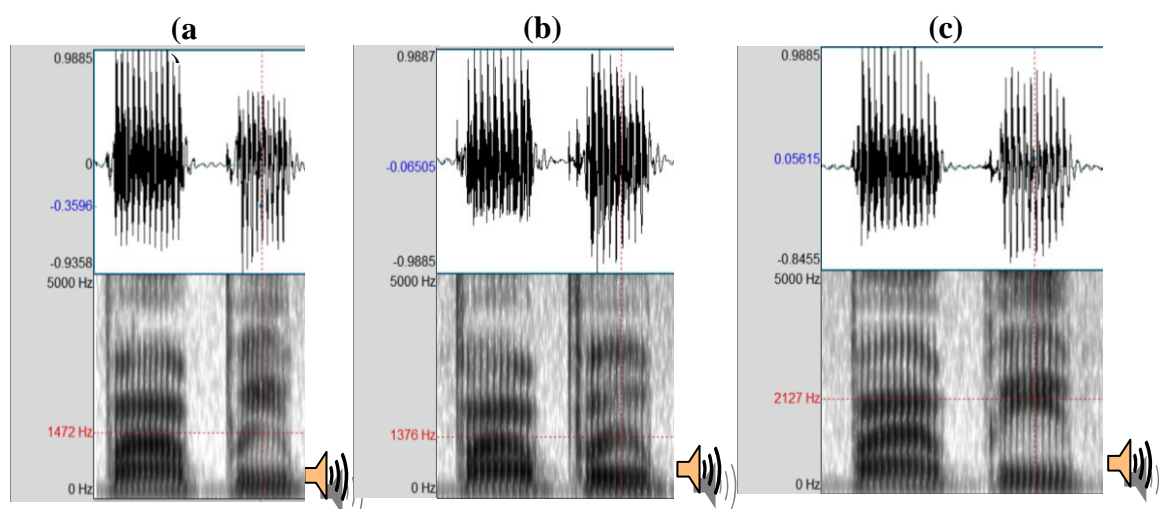 (a
)
0.9885
0
-0.3596
-0.9358
5000 Hz
1472 Hz
0 Hz
(b)
0.9887
-0.06505
-0.9885
5000 Hz
1376 Hz
0 Hz
(c)
0.9885
0.05615
-0.8455
5000 Hz
2127 Hz
0 Hz